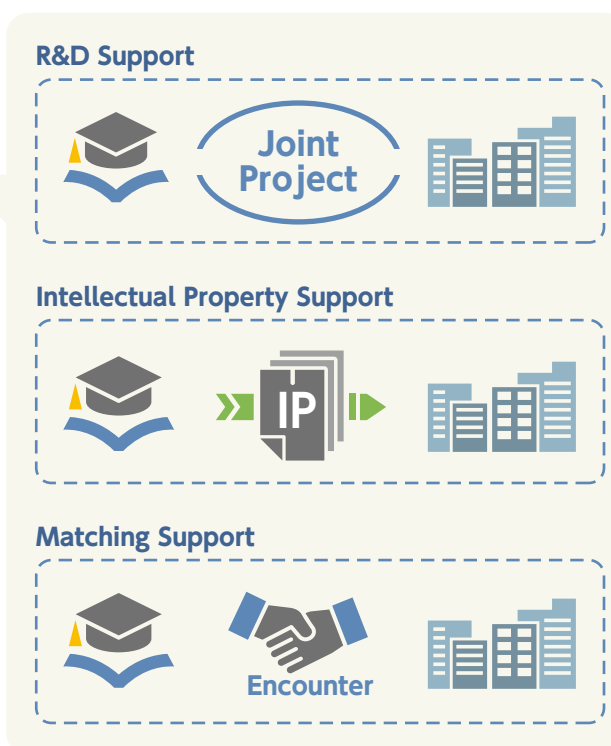 R&D Support
Joint
Project
Intellectual Property Support
IP
Matching Support
Encounter